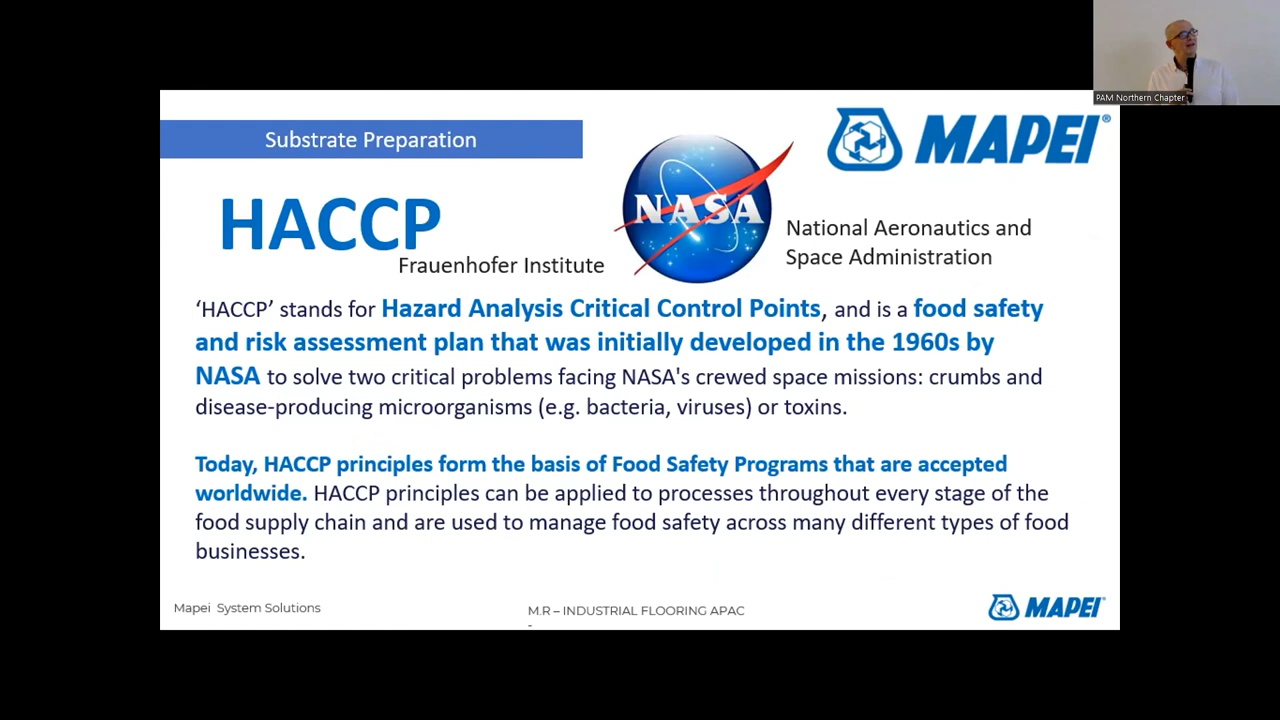 PAM Northern Chapter
Substrate Preparation
MAPEI®
HACCP
NASA
National Aeronautics and
Space Administration
Frauenhofer Institute
‘HACCP’ stands for Hazard Analysis Critical Control Points, and is a food safety
and risk assessment plan that was initially developed in the 1960s by
NASA to solve two critical problems facing NASA's crewed space missions: crumbs and
disease-producing microorganisms (e.g. bacteria, viruses) or toxins.
Today, HACCP principles form the basis of Food Safety Programs that are accepted
worldwide. HACCP principles can be applied to processes throughout every stage of the
food supply chain and are used to manage food safety across many different types of food
businesses.
Mapei System Solutions
M.R – INDUSTRIAL FLOORING APAC
-
MAPEI®